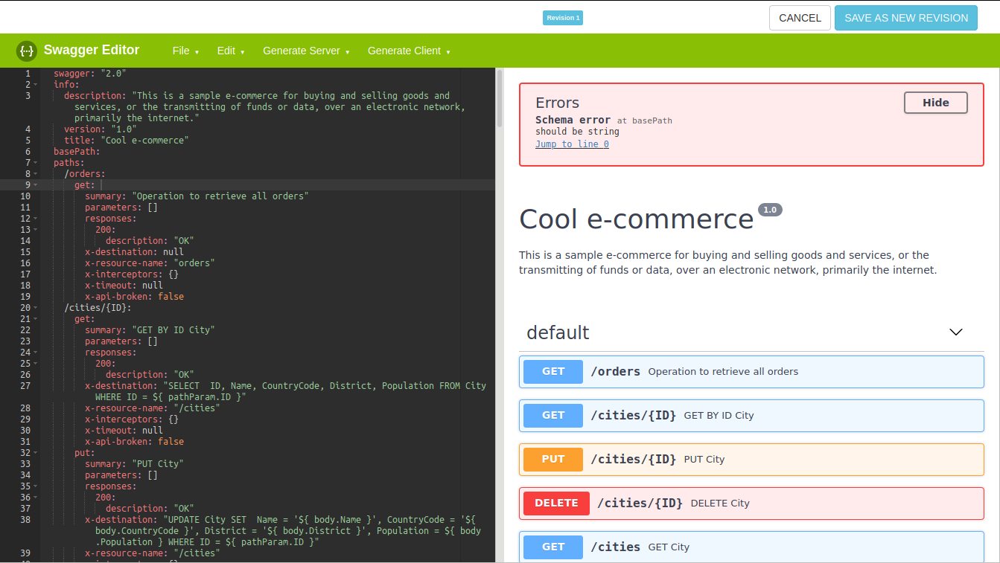 Revision 1
CANCEL
SAVE AS NEW REVISION
{··} Swagger Editor
File
Edit
Generate Server
Generate Client
1 swagger: "2.0"
2 info:
3 description: "This is a sample e-commerce for buying and selling goods and
services, or the transmitting of funds or data, over an electronic network,
primarily the internet."
4 version: "1.0"
5 title: "Cool e-commerce"
6 basePath:
7 paths:
8 /orders:
9 get:
10 summary: "Operation to retrieve all orders"
11 parameters: []
12 responses:
13 200:
14 description: "OK"
15 x-destination: null
16 x-resource-name: "orders"
17 x-interceptors: {}
18 x-timeout: null
19 x-api-broken: false
20 /cities/{ID}:
21 get:
22 summary: "GET BY ID City"
23 parameters: []
24 responses:
25 200:
26 description: "OK"
27 x-destination: "SELECT  ID, Name, CountryCode, District, Population FROM City
WHERE ID = ${ pathParam.ID }"
28 x-resource-name: "/cities"
29 x-interceptors: {}
30 x-timeout: null
31 x-api-broken: false
32 put:
33 summary: "PUT City"
34 parameters: []
35 responses:
36 200:
37 description: "OK"
38 x-destination: "UPDATE City SET  Name = '${ body.Name }', CountryCode = '${
body.CountryCode }', District = '${ body.District }', Population = ${ body
.Population } WHERE ID = ${ pathParam.ID }"
39 x-resource-name: "/cities"
Errors
Hide
Schema error at basePath
should be string
Jump to line 0
Cool e-commerce 1.0
This is a sample e-commerce for buying and selling goods and services, or the
transmitting of funds or data, over an electronic network, primarily the internet.
default
GET /orders Operation to retrieve all orders
GET /cities/{ID} GET BY ID City
PUT /cities/{ID} PUT City
DELETE /cities/{ID} DELETE City
GET /cities GET City